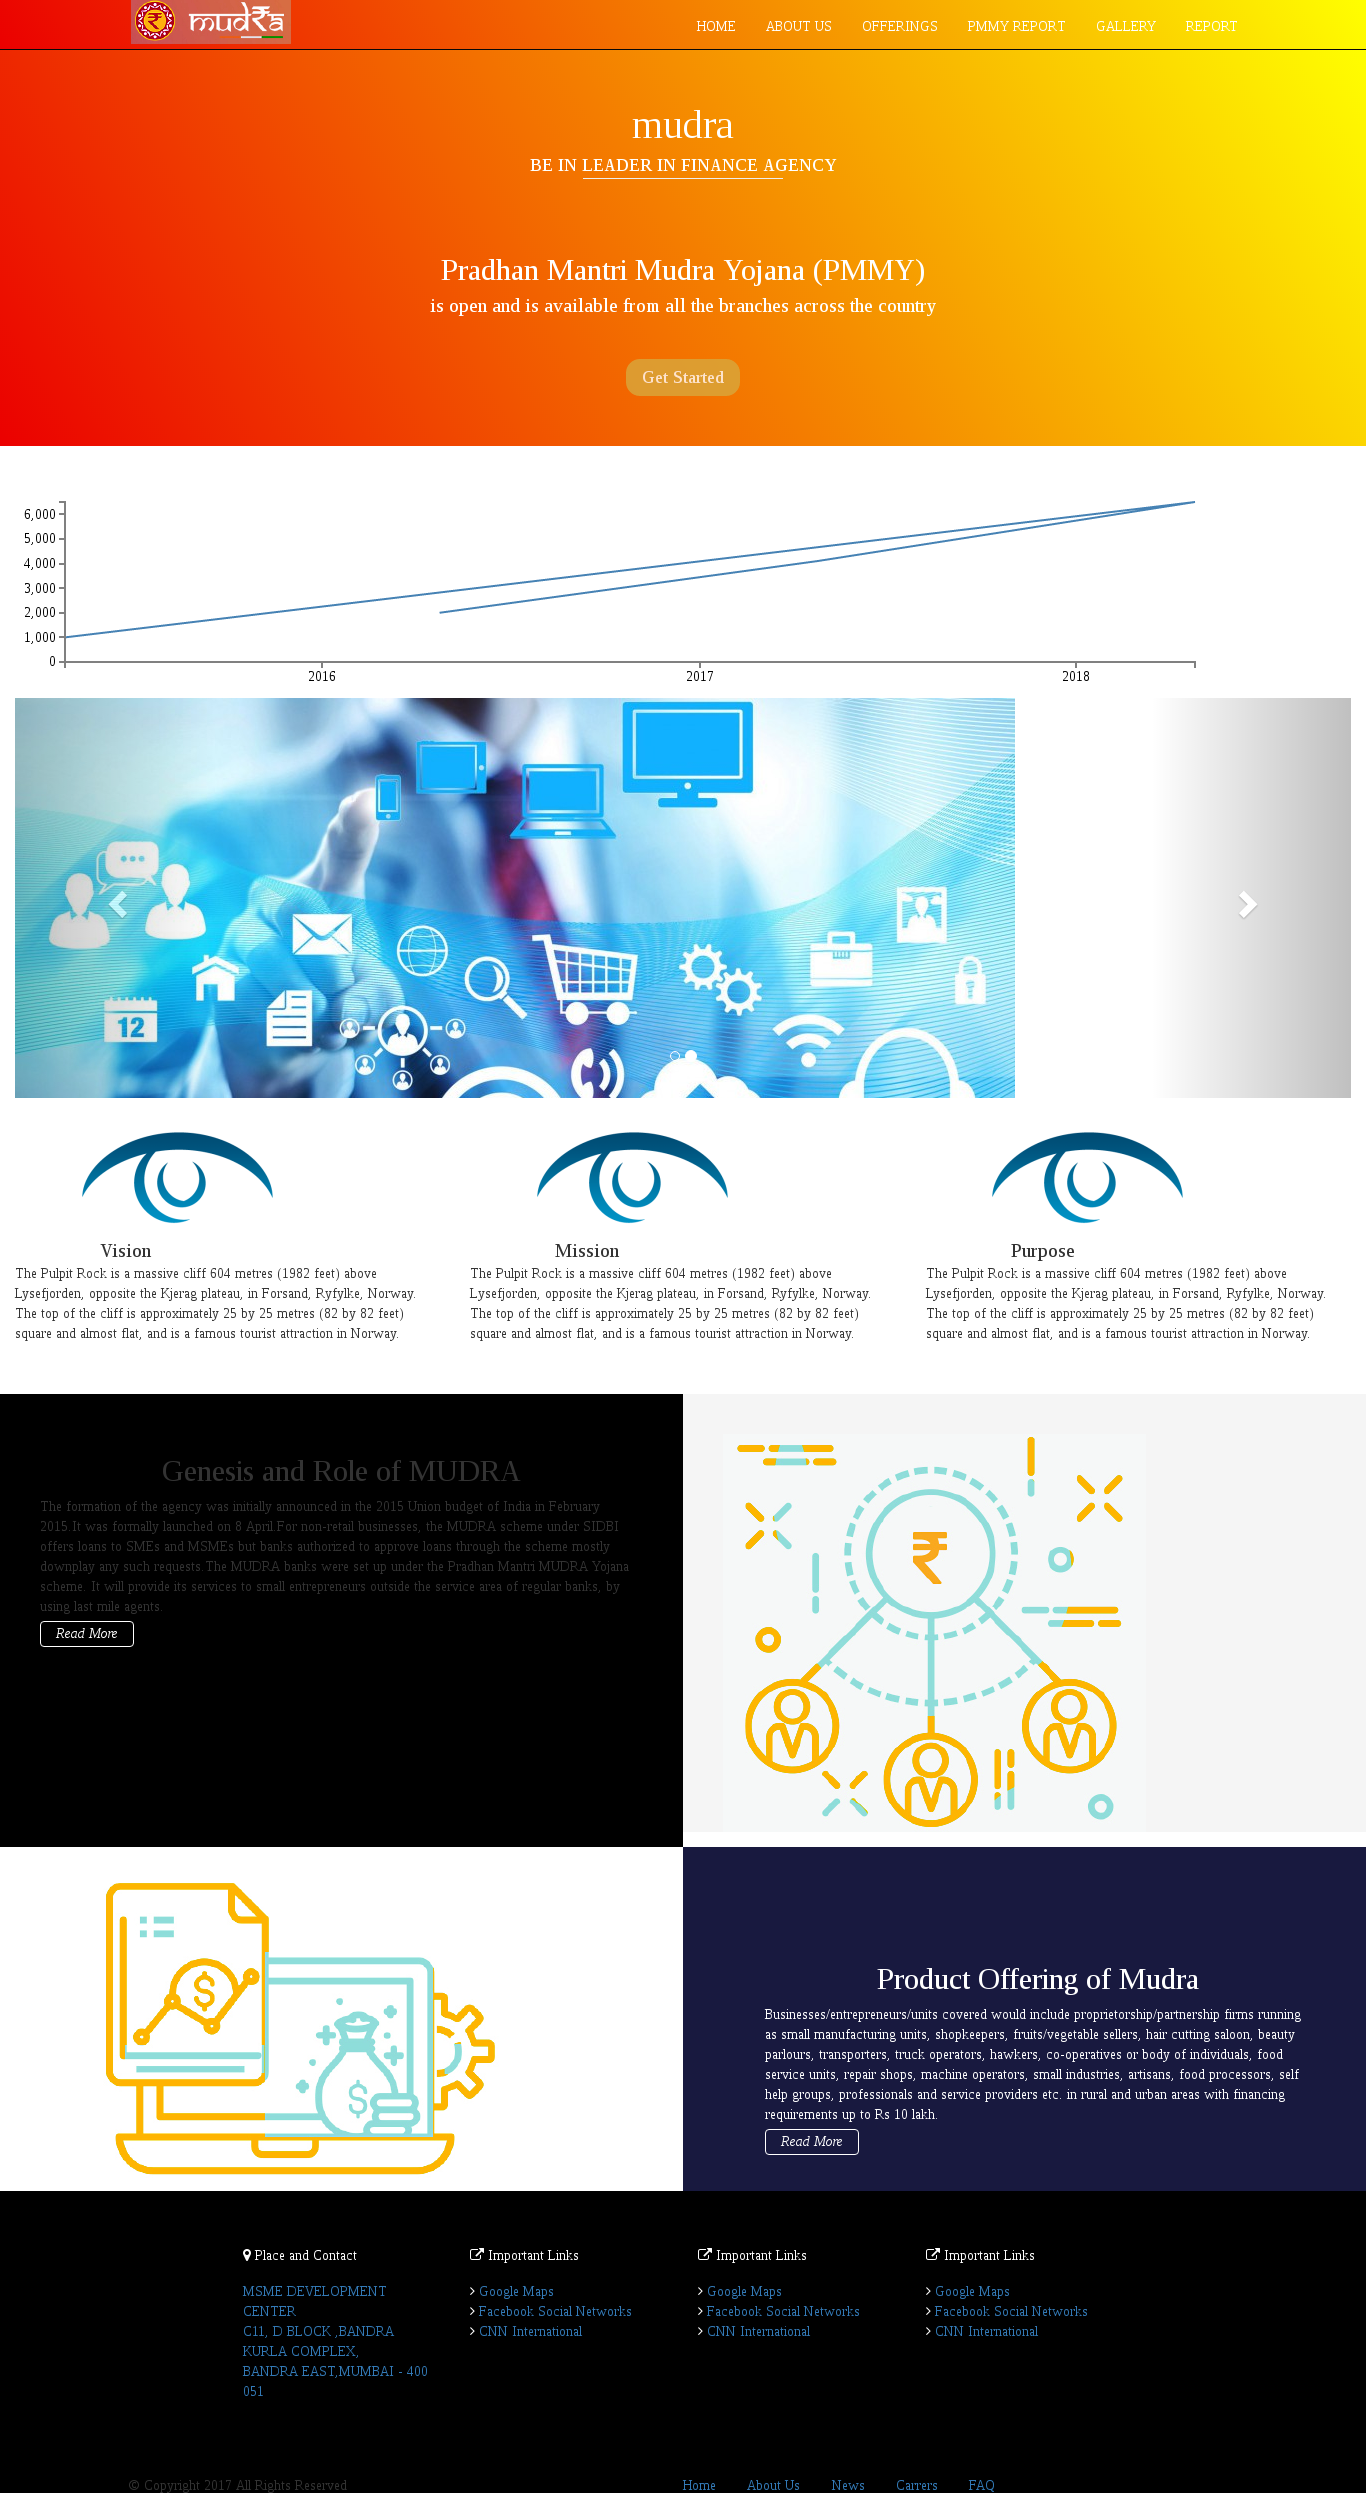 मुद्रा
HOME ABOUT US OFFERINGS PMMY REPORT GALLERY REPORT
mudra
BE IN LEADER IN FINANCE AGENCY
Pradhan Mantri Mudra Yojana (PMMY)
is open and is available from all the branches across the country
Get Started
6,000
5,000
4,000
3,000
2,000
1,000
0
2016 2017 2018
12
Vision
The Pulpit Rock is a massive cliff 604 metres (1982 feet) above
Lysefjorden, opposite the Kjerag plateau, in Forsand, Ryfylke, Norway.
The top of the cliff is approximately 25 by 25 metres (82 by 82 feet)
square and almost flat, and is a famous tourist attraction in Norway.
Mission
The Pulpit Rock is a massive cliff 604 metres (1982 feet) above
Lysefjorden, opposite the Kjerag plateau, in Forsand, Ryfylke, Norway.
The top of the cliff is approximately 25 by 25 metres (82 by 82 feet)
square and almost flat, and is a famous tourist attraction in Norway.
Purpose
The Pulpit Rock is a massive cliff 604 metres (1982 feet) above
Lysefjorden, opposite the Kjerag plateau, in Forsand, Ryfylke, Norway.
The top of the cliff is approximately 25 by 25 metres (82 by 82 feet)
square and almost flat, and is a famous tourist attraction in Norway.
Genesis and Role of MUDRA
The formation of the agency was initially announced in the 2015 Union budget of India in February
2015.It was formally launched on 8 April.For non-retail businesses, the MUDRA scheme under SIDBI
offers loans to SMEs and MSMEs but banks authorized to approve loans through the scheme mostly
downplay any such requests.The MUDRA banks were set up under the Pradhan Mantri MUDRA Yojana
scheme. It will provide its services to small entrepreneurs outside the service area of regular banks, by
using last mile agents.
Read More
₹
$
$
Product Offering of Mudra
Businesses/entrepreneurs/units covered would include proprietorship/partnership firms running
as small manufacturing units, shopkeepers, fruits/vegetable sellers, hair cutting saloon, beauty
parlours, transporters, truck operators, hawkers, co-operatives or body of individuals, food
service units, repair shops, machine operators, small industries, artisans, food processors, self
help groups, professionals and service providers etc. in rural and urban areas with financing
requirements up to Rs 10 lakh.
Read More
Place and Contact
MSME DEVELOPMENT
CENTER
C11, D BLOCK ,BANDRA
KURLA COMPLEX,
BANDRA EAST,MUMBAI - 400
051
Important Links
Google Maps
Facebook Social Networks
CNN International
Important Links
Google Maps
Facebook Social Networks
CNN International
Important Links
Google Maps
Facebook Social Networks
CNN International
© Copyright 2017 All Rights Reserved
Home About Us News Carrers FAQ